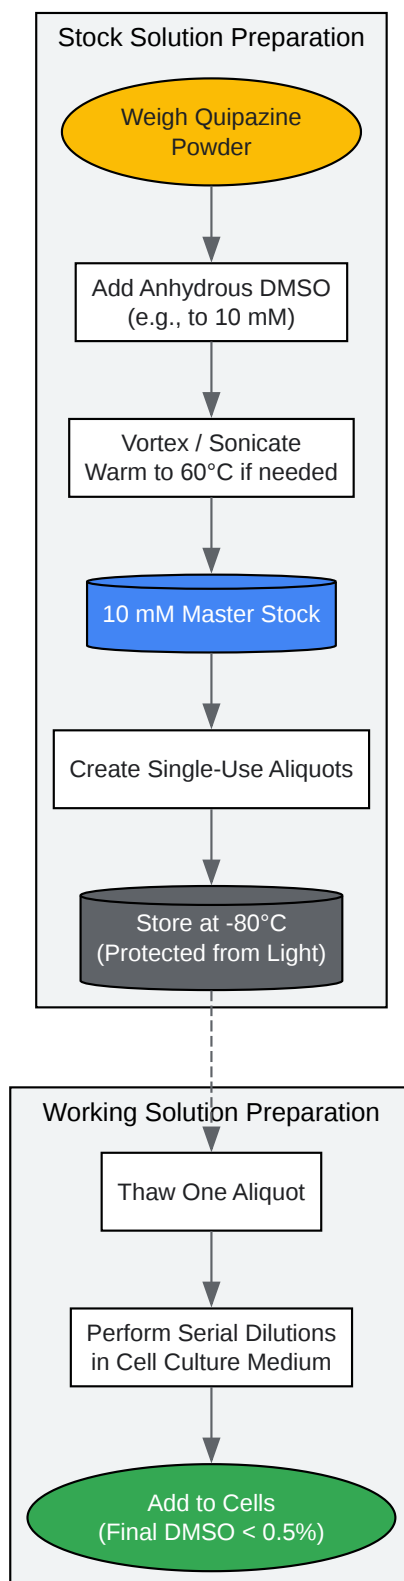 Stock Solution Preparation
Weigh Quipazine
Powder
Add Anhydrous DMSO
(e.g., to 10 mM)
Vortex / Sonicate
Warm to 60°C if needed
10 mM Master Stock
Create Single-Use Aliquots
Store at -80°C
(Protected from Light)
Working Solution Preparation
Thaw One Aliquot
Perform Serial Dilutions
in Cell Culture Medium
Add to Cells
(Final DMSO < 0.5%)